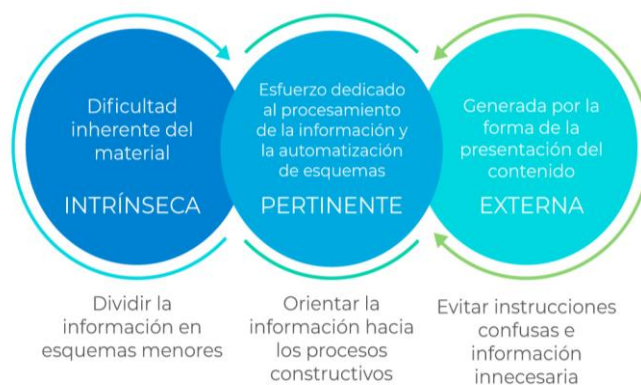 Dificultad
inherente del
material
INTRÍNSECA
Esfuerzo dedicado
al procesamiento
de la información y
la automatización
de esquemas
PERTINENTE
Generada por la
forma de la
presentación del
contenido
EXTERNA
Dividir la
información en
esquemas menores
Orientar la
información hacia
los procesos
constructivos
Evitar instrucciones
confusas e
información
innecesaria